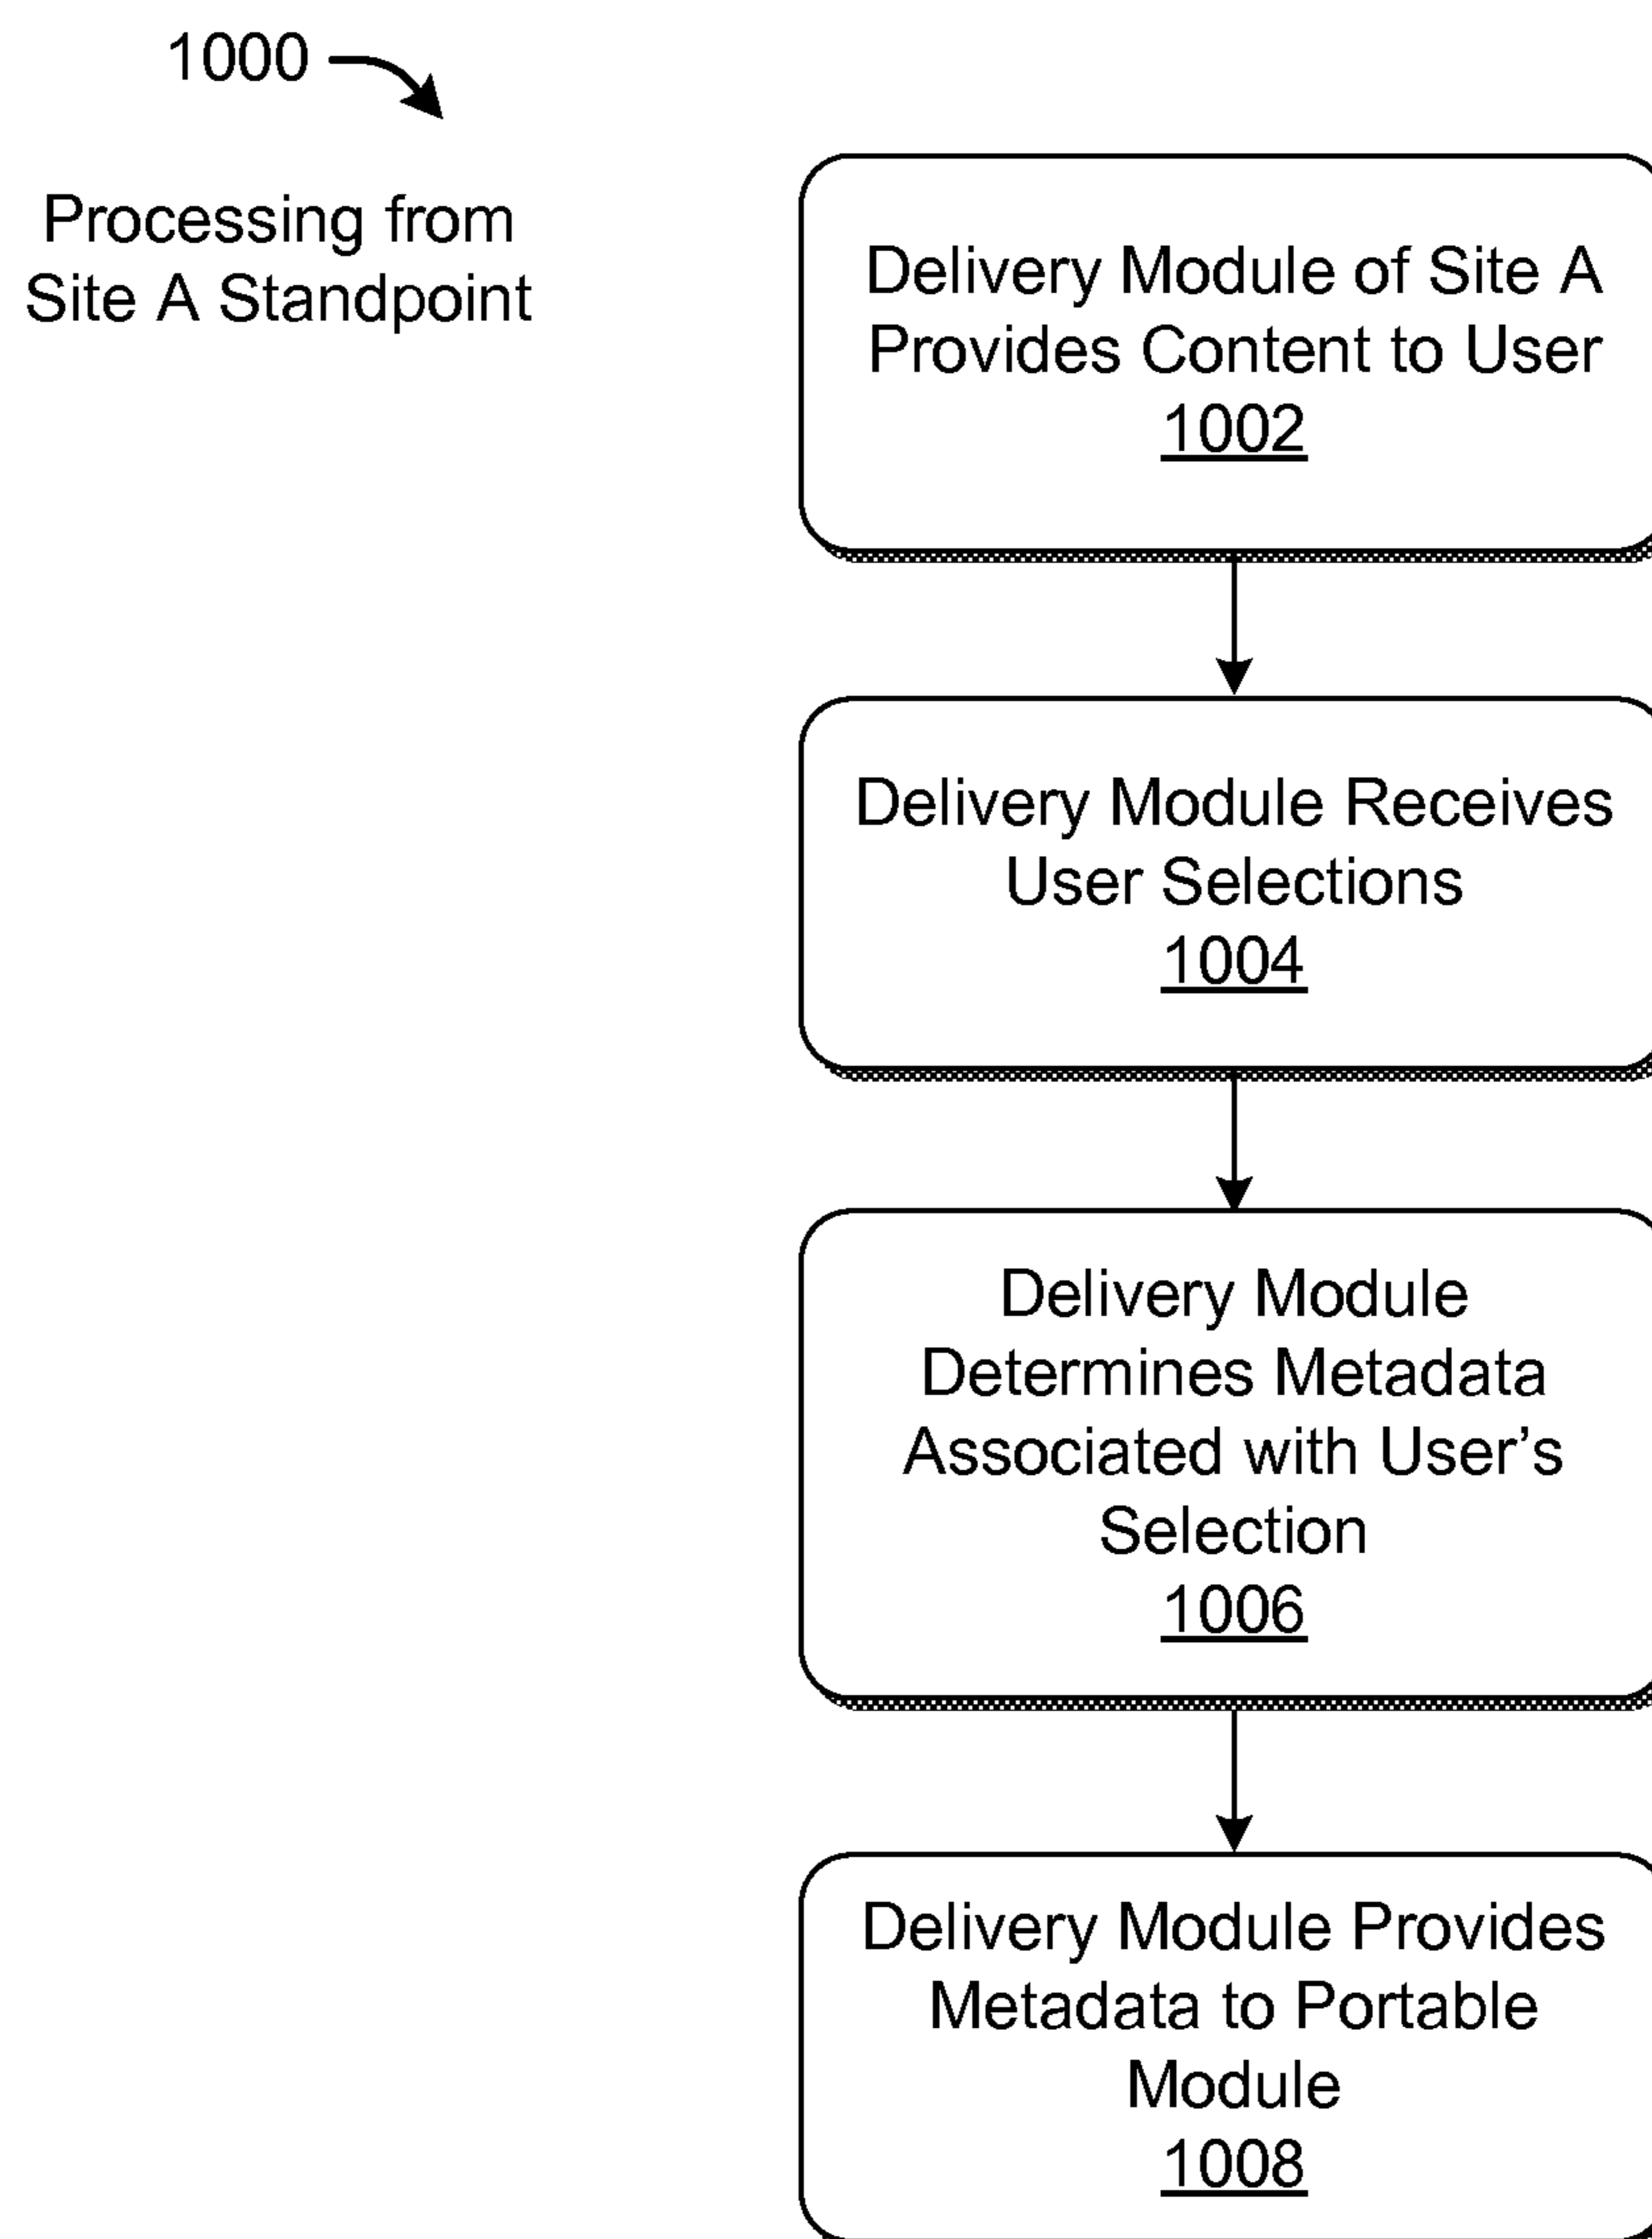 1000
Processing from
Site A Standpoint
Delivery Module of Site A
Provides Content to User
1002
Delivery Module Receives
User Selections
1004
Delivery Module
Determines Metadata
Associated with User’s
Selection
1006
Delivery Module Provides
Metadata to Portable
Module
1008